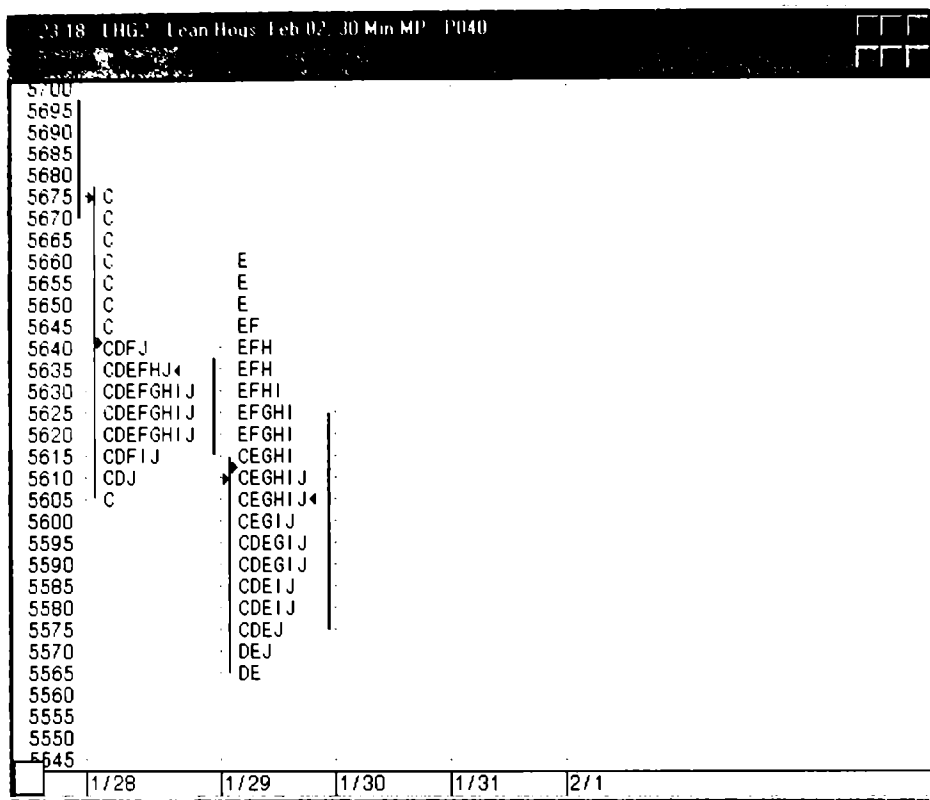 23 18 LHG2 Lean Hogs Feb 02, 30 Min MP P040
5700
5695
5690
5685
5680
5675 C
5670 C
5665 C
5660 C E
5655 C E
5650 C E
5645 C EF
5640 CDFJ EFH
5635 CDEFHJ EFH
5630 CDEFGHIJ EFHI
5625 CDEFGHIJ EFGHI
5620 CDEFGHIJ EFGHI
5615 CDFIJ CEGHI
5610 CDJ CEGHIJ
5605 C CEGHIJ
5600 CEGIJ
5595 CDEGIJ
5590 CDEGIJ
5585 CDEIJ
5580 CDEIJ
5575 CDEJ
5570 DEJ
5565 DE
5560
5555
5550
5545
1/28 1/29 1/30 1/31 2/1